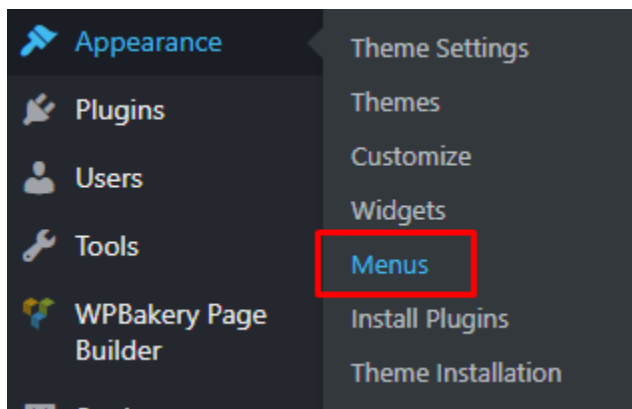 Appearance
Plugins
Users
Tools
WPBakery Page
Builder
Theme Settings
Themes
Customize
Widgets
Menus
Install Plugins
Theme Installation